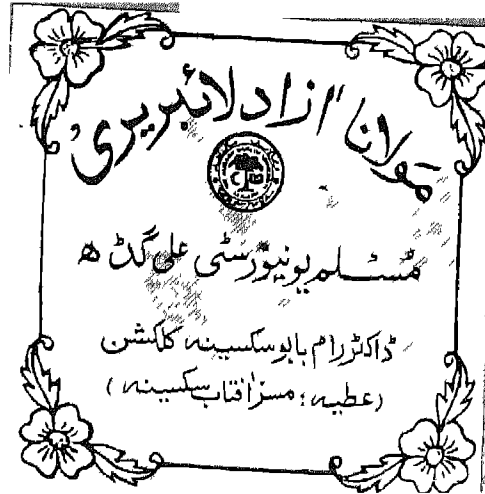 مولانا آزاد لائبریری
مسلم یونیورسٹی علی گڈھ
ڈاکٹر رام بابو سکسینہ کلکشن
(عطیہ؛ مسز آفتاب سکسینہ)